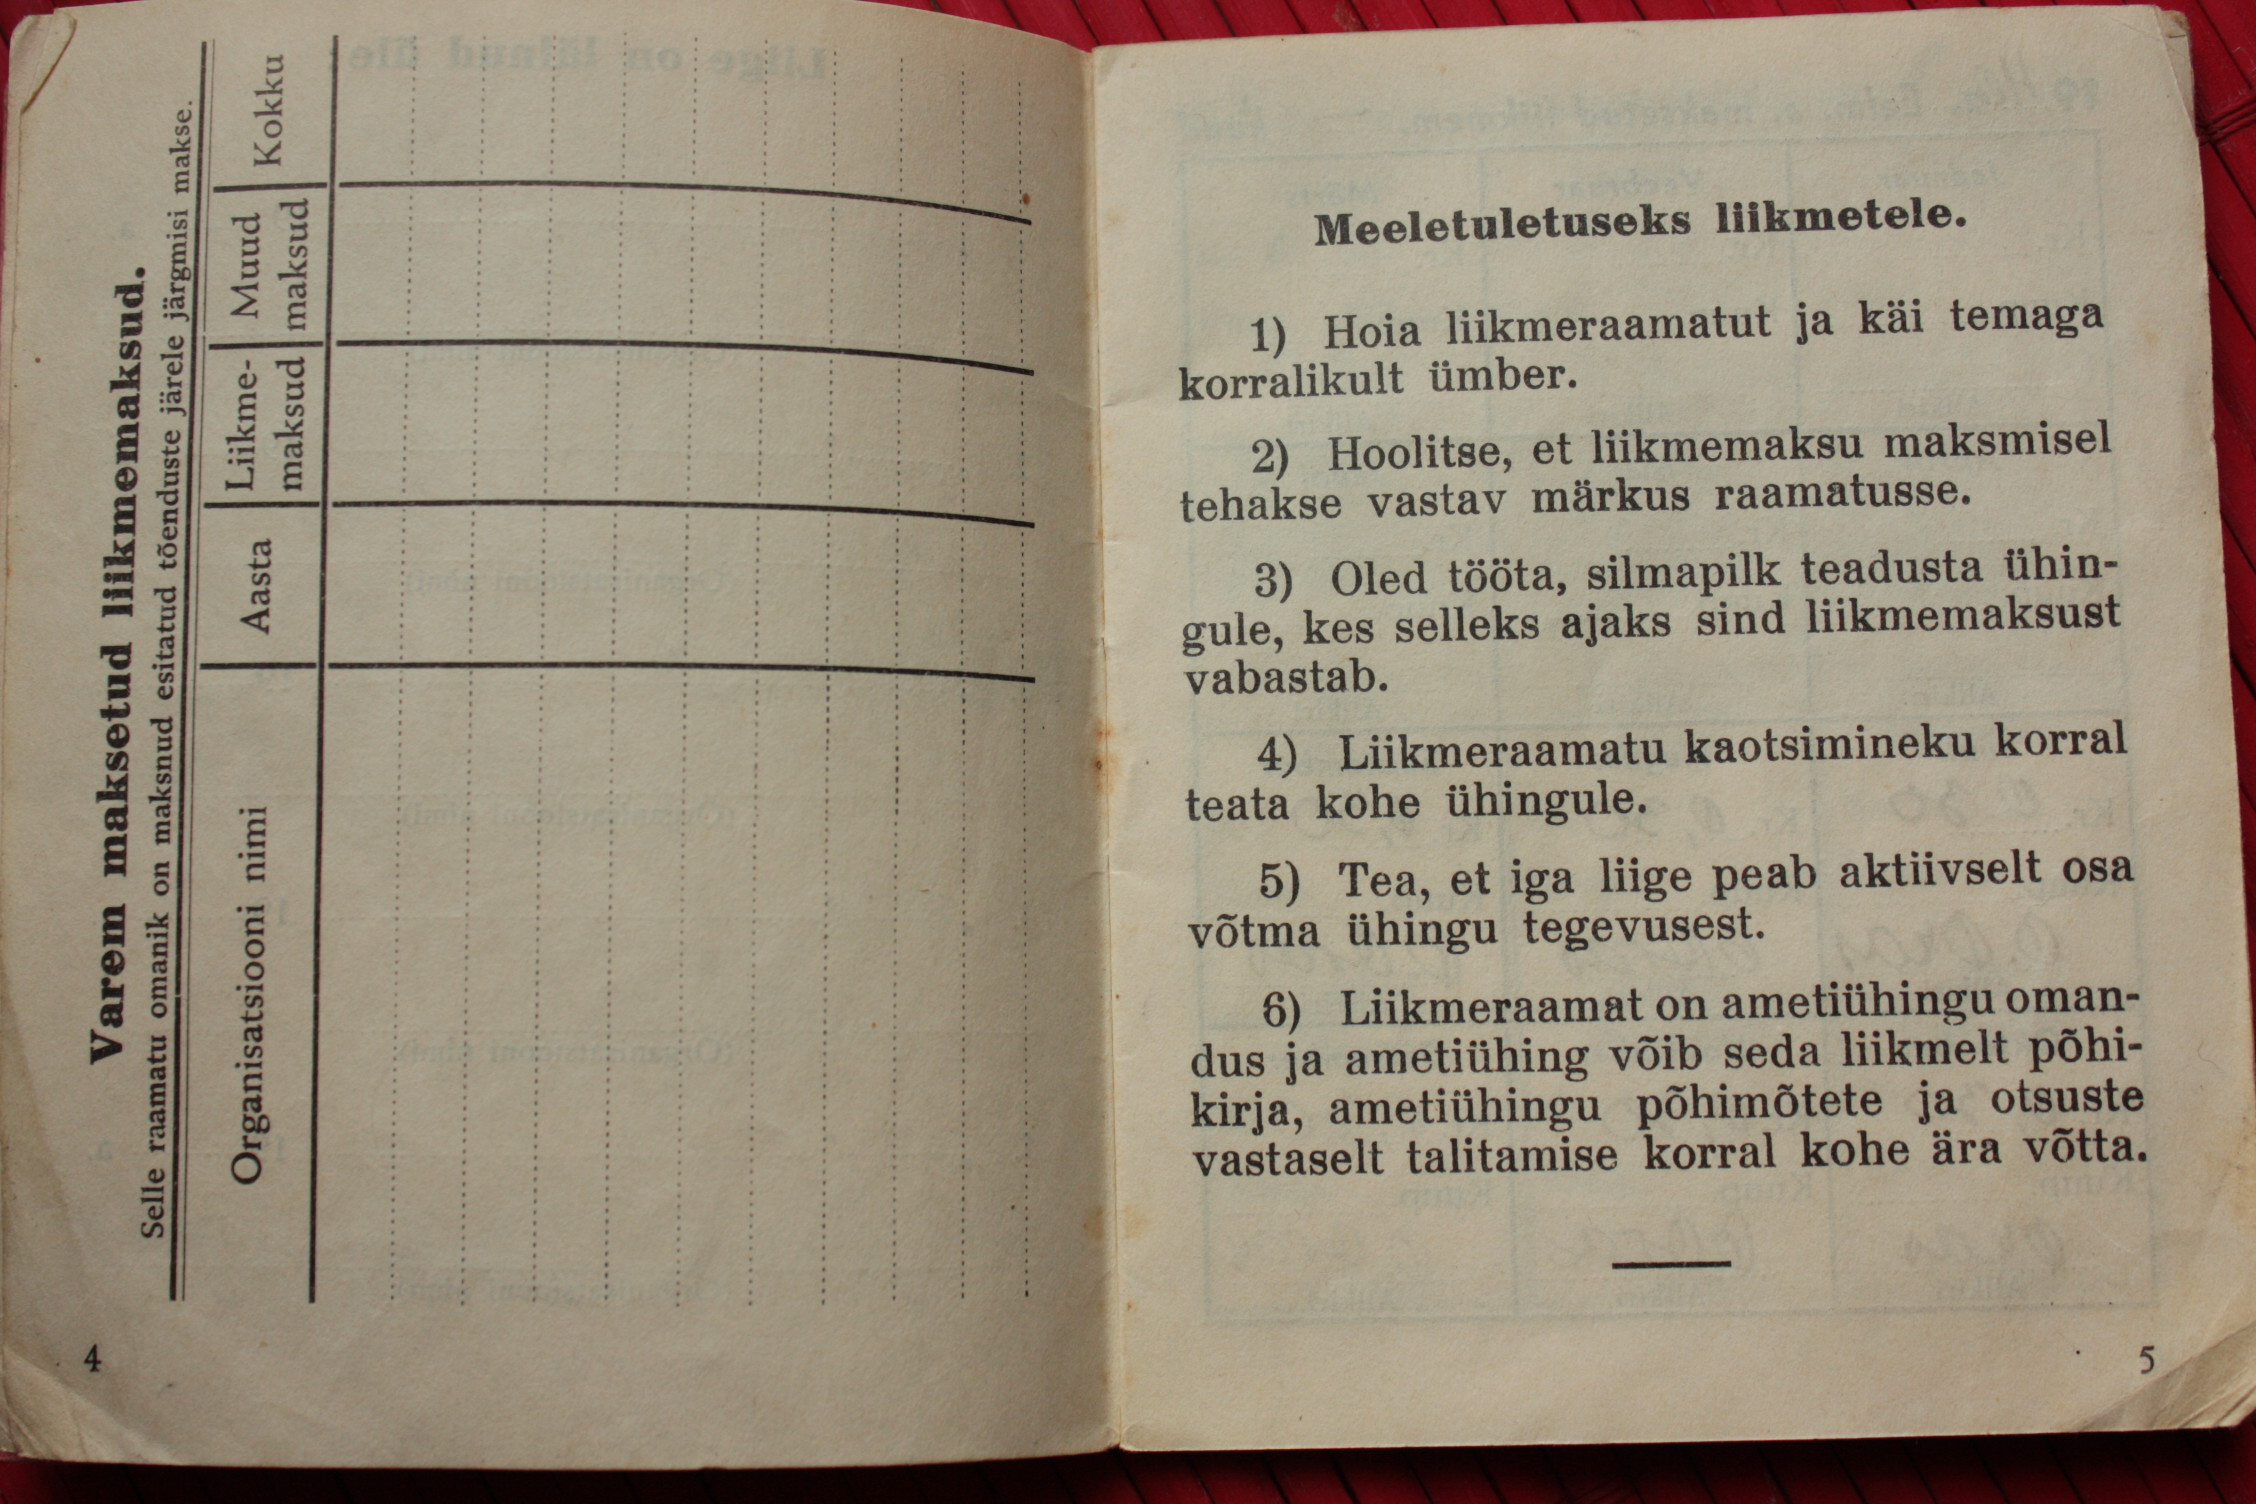 Varem maksetud liikmemaksud.
Selle raamatu omanik on maksnud esitatud tõenduste järele järgmisi makse.
Organisatsiooni nimi
Aasta
Liikme-
maksud
Muud
maksud
Kokku
4
Meeletuletuseks liikmetele.
1) Hoia liikmeraamatut ja käi temaga
korralikult ümber.
2) Hoolitse, et liikmemaksu maksmisel
tehakse vastav märkus raamatusse.
3) Oled tööta, silmapilk teadusta ühin-
gule, kes selleks ajaks sind liikmemaksust
vabastab.
4) Liikmeraamatu kaotsimineku korral
teata kohe ühingule.
5) Tea, et iga liige peab aktiivselt osa
võtma ühingu tegevusest.
6) Liikmeraamat on ametiühingu oman-
dus ja ametiühing võib seda liikmelt põhi-
kirja, ametiühingu põhimõtete ja otsuste
vastaselt talitamise korral kohe ära võtta.
5